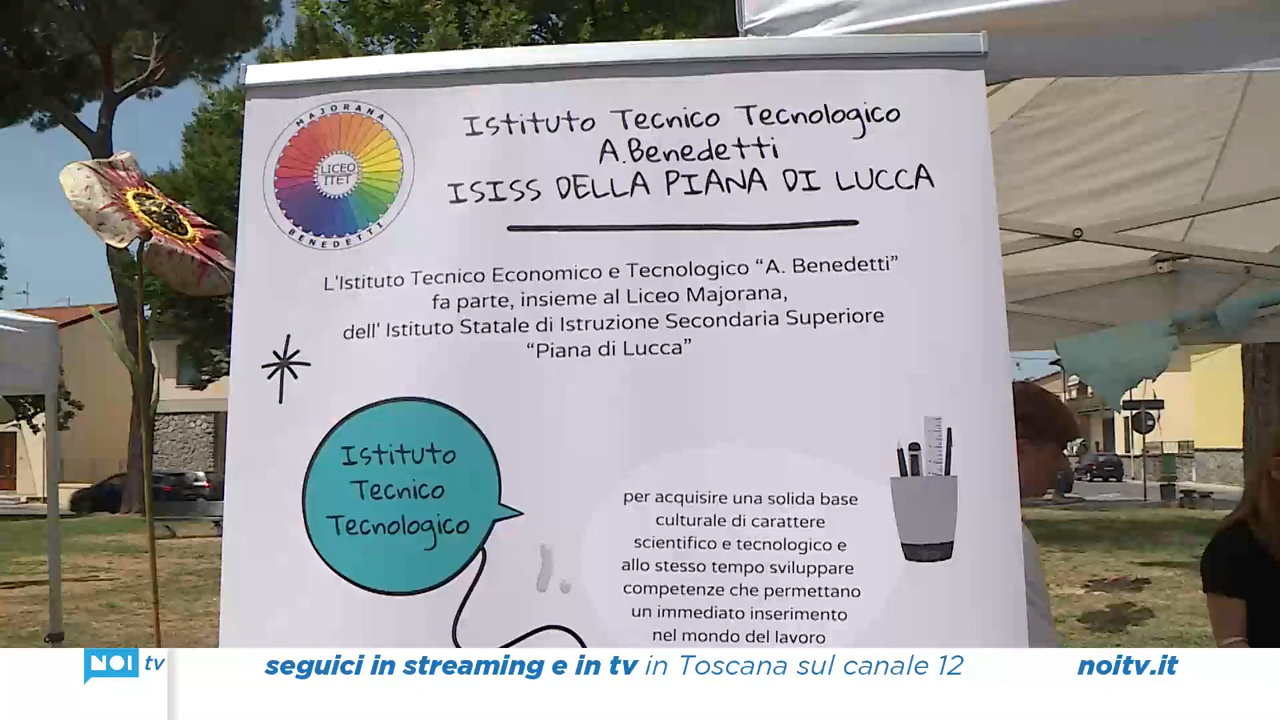 MAJORANA
LICEO
ITET
BENEDETTI
Istituto Tecnico Tecnologico
A.Benedetti
ISISS DELLA PIANA DI LUCCA
L'Istituto Tecnico Economico e Tecnologico “A. Benedetti”
fa parte, insieme al Liceo Majorana,
dell' Istituto Statale di Istruzione Secondaria Superiore
“Piana di Lucca”
Istituto
Tecnico
Tecnologico
per acquisire una solida base
culturale di carattere
scientifico e tecnologico e
allo stesso tempo sviluppare
competenze che permettano
un immediato inserimento
nel mondo del lavoro
NOI tv
seguici in streaming e in tv in Toscana sul canale 12
noitv.it